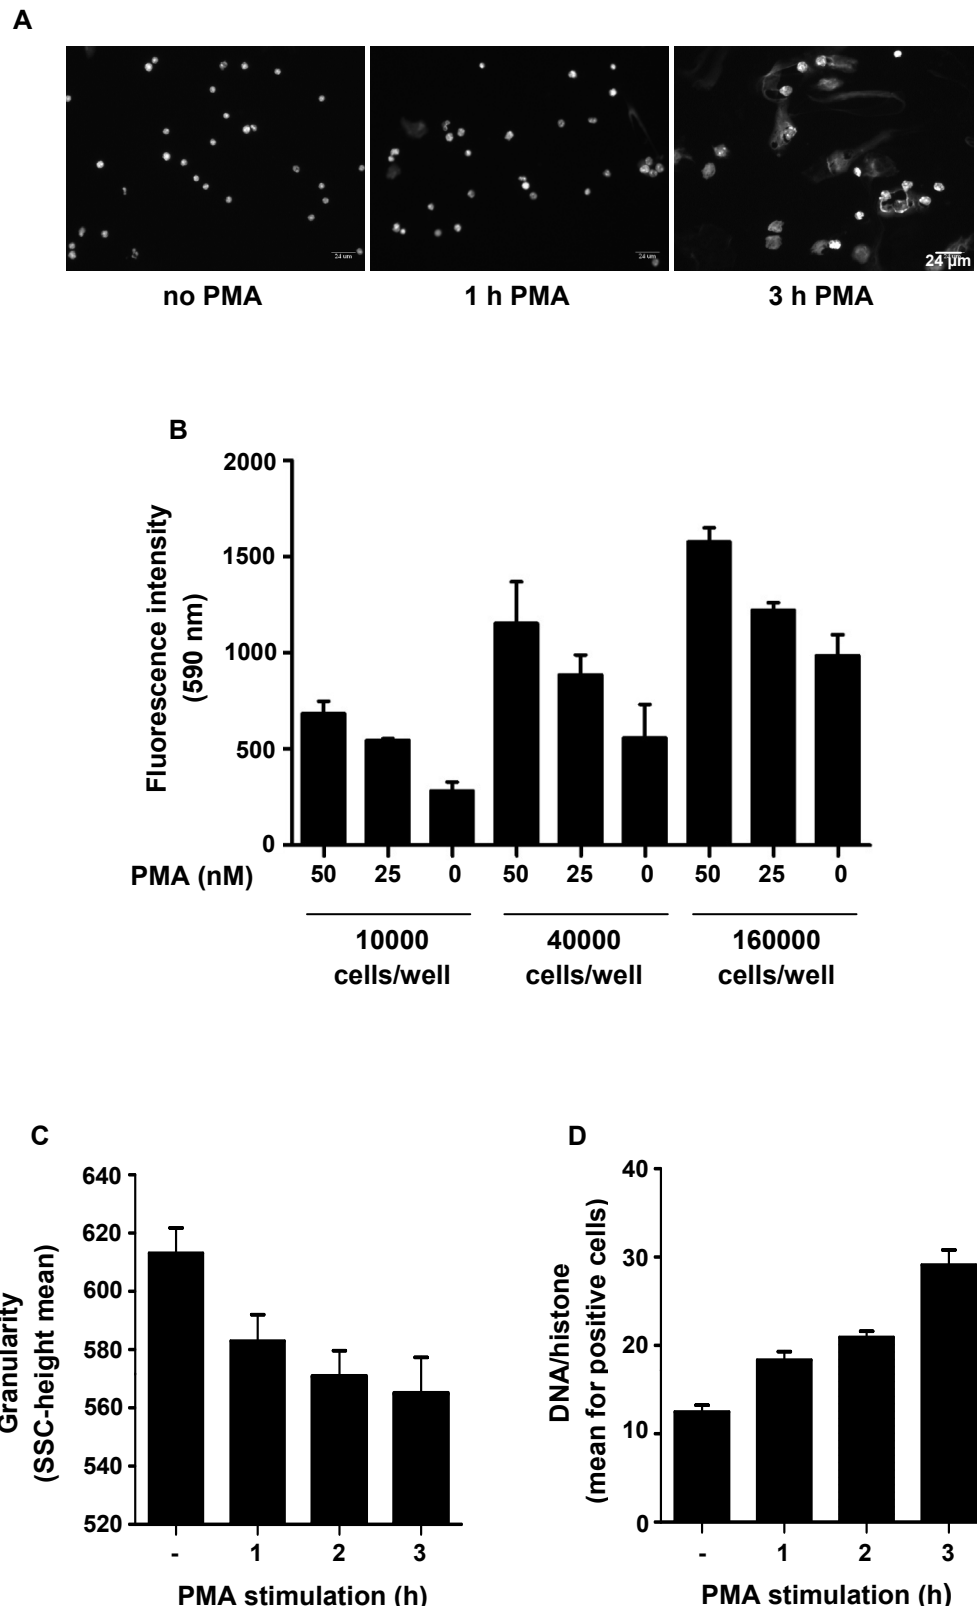 A
24 um
24 um
24 µm
no PMA
1 h PMA
3 h PMA
B
Fluorescence intensity
(590 nm)
2000
1500
1000
500
0
PMA (nM)
50 25 0 50 25 0 50 25 0
10000 40000 160000
cells/well cells/well cells/well
C
Granularity
(SSC-height mean)
640
620
600
580
560
540
520
- 1 2 3
PMA stimulation (h)
D
DNA/histone
(mean for positive cells)
40
30
20
10
0
- 1 2 3
PMA stimulation (h)